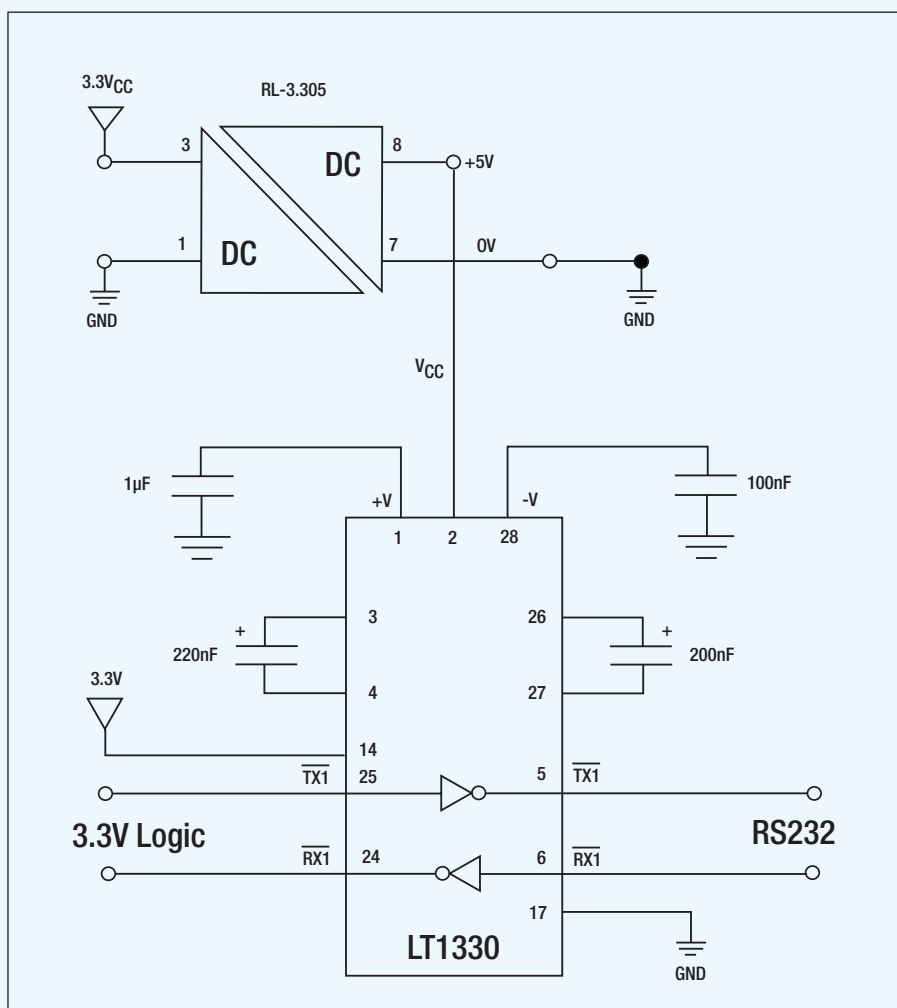 3.3VCC
RL-3.305
3
DC
8
+5V
1
DC
7
0V
GND
GND
VCC
1µF
+V
-V
100nF
1
2
28
3
26
+
220nF
+
200nF
4
27
3.3V
14
TX1
25
5
TX1
3.3V Logic
RS232
RX1
24
6
RX1
17
LT1330
GND